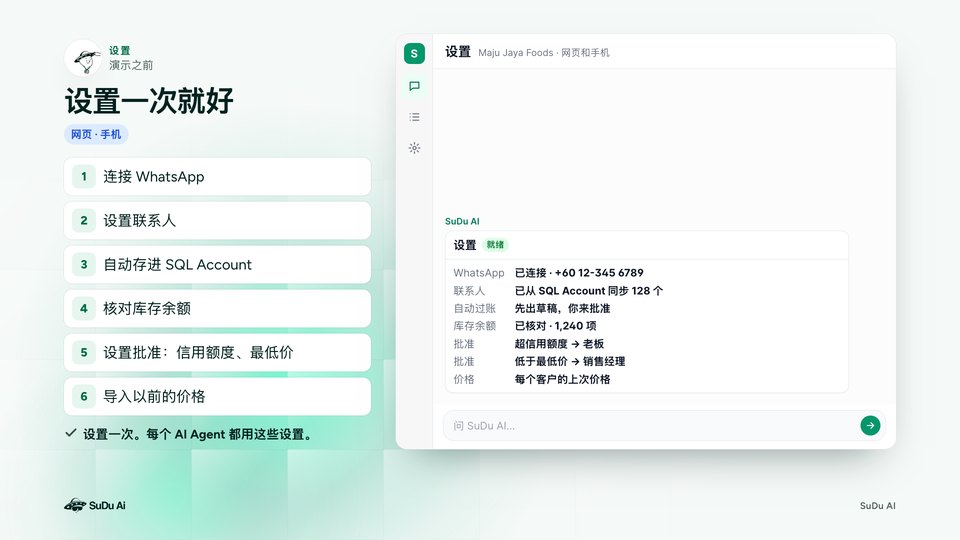 设置
演示之前
设置一次就好
网页 · 手机
1 连接 WhatsApp
2 设置联系人
3 自动存进 SQL Account
4 核对库存余额
5 设置批准：信用额度、最低价
6 导入以前的价格
设置一次。每个 AI Agent 都用这些设置。
SuDu Ai
S
设置 Maju Jaya Foods · 网页和手机
SuDu AI
设置 就绪
WhatsApp 已连接 · +60 12-345 6789
联系人 已从 SQL Account 同步 128 个
自动过账 先出草稿，你来批准
库存余额 已核对 · 1,240 项
批准 超信用额度 → 老板
批准 低于最低价 → 销售经理
价格 每个客户的上次价格
问 SuDu AI...
SuDu AI